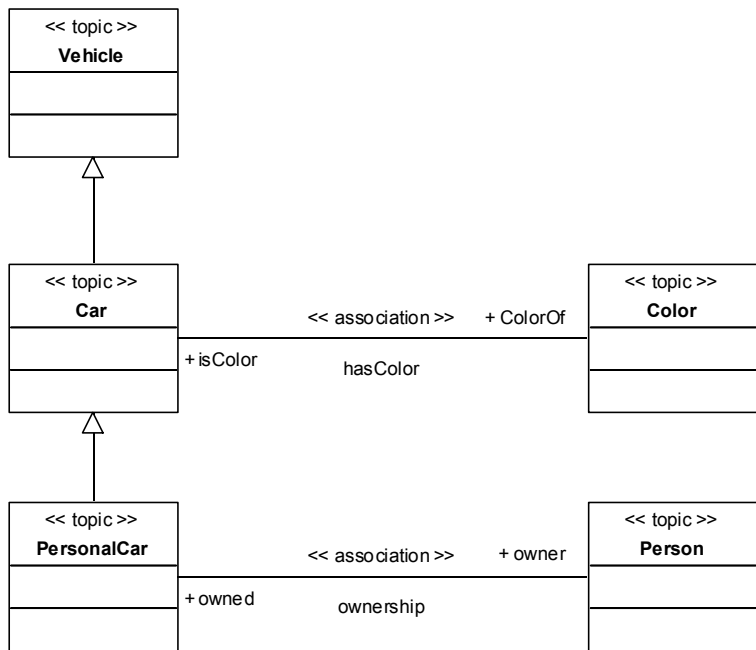 << topic >>
Vehicle
<< topic >>
Car
<< association >>
+ ColorOf
+ isColor
hasColor
<< topic >>
Color
<< topic >>
PersonalCar
<< association >>
+ owner
+ owned
ownership
<< topic >>
Person